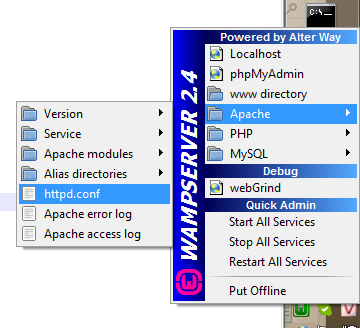 C:\
Powered by Alter Way
Localhost
phpMyAdmin
www directory
Apache
PHP
MySQL
Debug
webGrind
Quick Admin
Start All Services
Stop All Services
Restart All Services
Put Offline
WAMPSERVER 2.4
Version
Service
Apache modules
Alias directories
httpd.conf
Apache error log
Apache access log